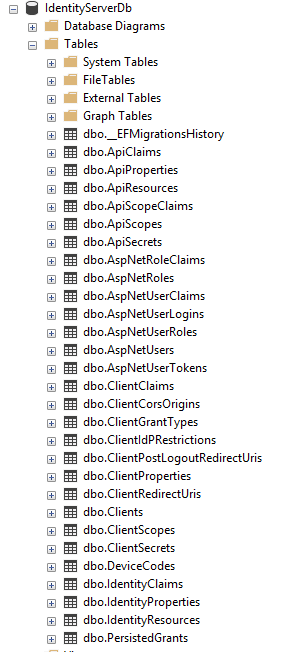 IdentityServerDb
Database Diagrams
Tables
System Tables
FileTables
External Tables
Graph Tables
dbo.__EFMigrationsHistory
dbo.ApiClaims
dbo.ApiProperties
dbo.ApiResources
dbo.ApiScopeClaims
dbo.ApiScopes
dbo.ApiSecrets
dbo.AspNetRoleClaims
dbo.AspNetRoles
dbo.AspNetUserClaims
dbo.AspNetUserLogins
dbo.AspNetUserRoles
dbo.AspNetUsers
dbo.AspNetUserTokens
dbo.ClientClaims
dbo.ClientCorsOrigins
dbo.ClientGrantTypes
dbo.ClientIdPRestrictions
dbo.ClientPostLogoutRedirectUris
dbo.ClientProperties
dbo.ClientRedirectUris
dbo.Clients
dbo.ClientScopes
dbo.ClientSecrets
dbo.DeviceCodes
dbo.IdentityClaims
dbo.IdentityProperties
dbo.IdentityResources
dbo.PersistedGrants